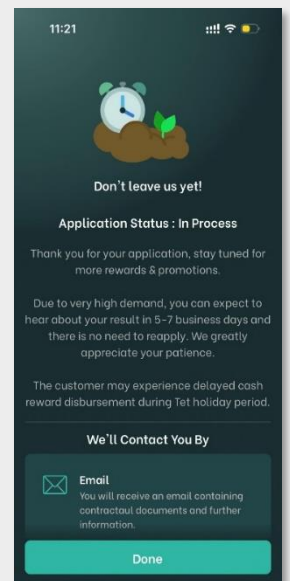 11:21
Don't leave us yet!
Application Status : In Process
Thank you for your application, stay tuned for
more rewards & promotions.
Due to very high demand, you can expect to
hear about your result in 5-7 business days and
there is no need to reapply. We greatly
appreciate your patience.
The customer may experience delayed cash
reward disbursement during Tet holiday period.
We'll Contact You By
Email
You will receive an email containing
contractaul documents and further
information.
Done